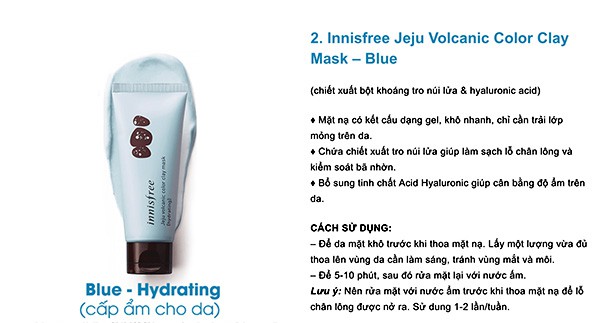 innisfree
Jeju volcanic color clay mask
(hydrating)
Blue - Hydrating
(cấp ẩm cho da)
2. Innisfree Jeju Volcanic Color Clay
Mask – Blue
(chiết xuất bột khoáng tro núi lửa & hyaluronic acid)
♦ Mặt nạ có kết cấu dạng gel, khô nhanh, chỉ cần trải lớp
mỏng trên da.
♦ Chứa chiết xuất tro núi lửa giúp làm sạch lỗ chân lông và
kiểm soát bã nhờn.
♦ Bổ sung tinh chất Acid Hyaluronic giúp cân bằng độ ẩm trên
da.
CÁCH SỬ DỤNG:
– Để da mặt khô trước khi thoa mặt nạ. Lấy một lượng vừa đủ
thoa lên vùng da cần làm sáng, tránh vùng mắt và môi.
– Để 5-10 phút, sau đó rửa mặt lại với nước ấm.
Lưu ý: Nên rửa mặt với nước ấm trước khi thoa mặt nạ để lỗ
chân lông được nở ra. Sử dụng 1-2 lần/tuần.